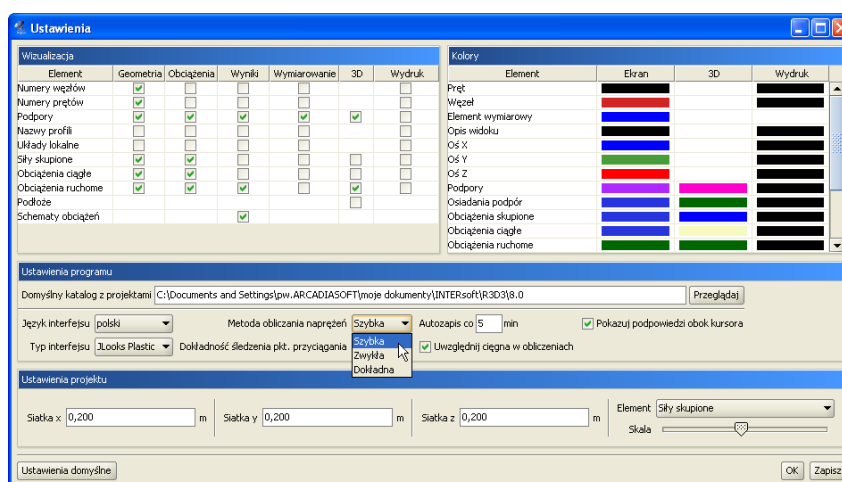 Ustawienia
Wizualizacja
Element Geometria Obciążenia Wyniki Wymiarowanie 3D Wydruk
Numery węzłów
Numery prętów
Podpory
Nazwy profili
Układy lokalne
Siły skupione
Obciążenia ciągłe
Obciążenia ruchome
Podłoże
Schematy obciążeń
Kolory
Element Ekran 3D Wydruk
Pręt
Węzeł
Element wymiarowy
Opis widoku
Oś X
Oś Y
Oś Z
Podpory
Osiadania podpór
Obciążenia skupione
Obciążenia ciągłe
Obciążenia ruchome
Ustawienia programu
Domyślny katalog z projektami C:\Documents and Settings\pw.ARCADIASOFT\moje dokumenty\INTERsoft\R3D3\8.0 Przeglądaj
Język interfejsu polski Metoda obliczania naprężeń Szybka Autozapis co 5 min Pokazuj podpowiedzi obok kursora
Typ interfejsu JLooks Plastic Dokładność śledzenia pkt. przyciągania Szybka Uwzględnij cięgna w obliczeniach
Zwykła
Dokładna
Ustawienia projektu
Siatka x 0,200 m Siatka y 0,200 m Siatka z 0,200 m Element Siły skupione
Skala
Ustawienia domyślne OK Zapisz